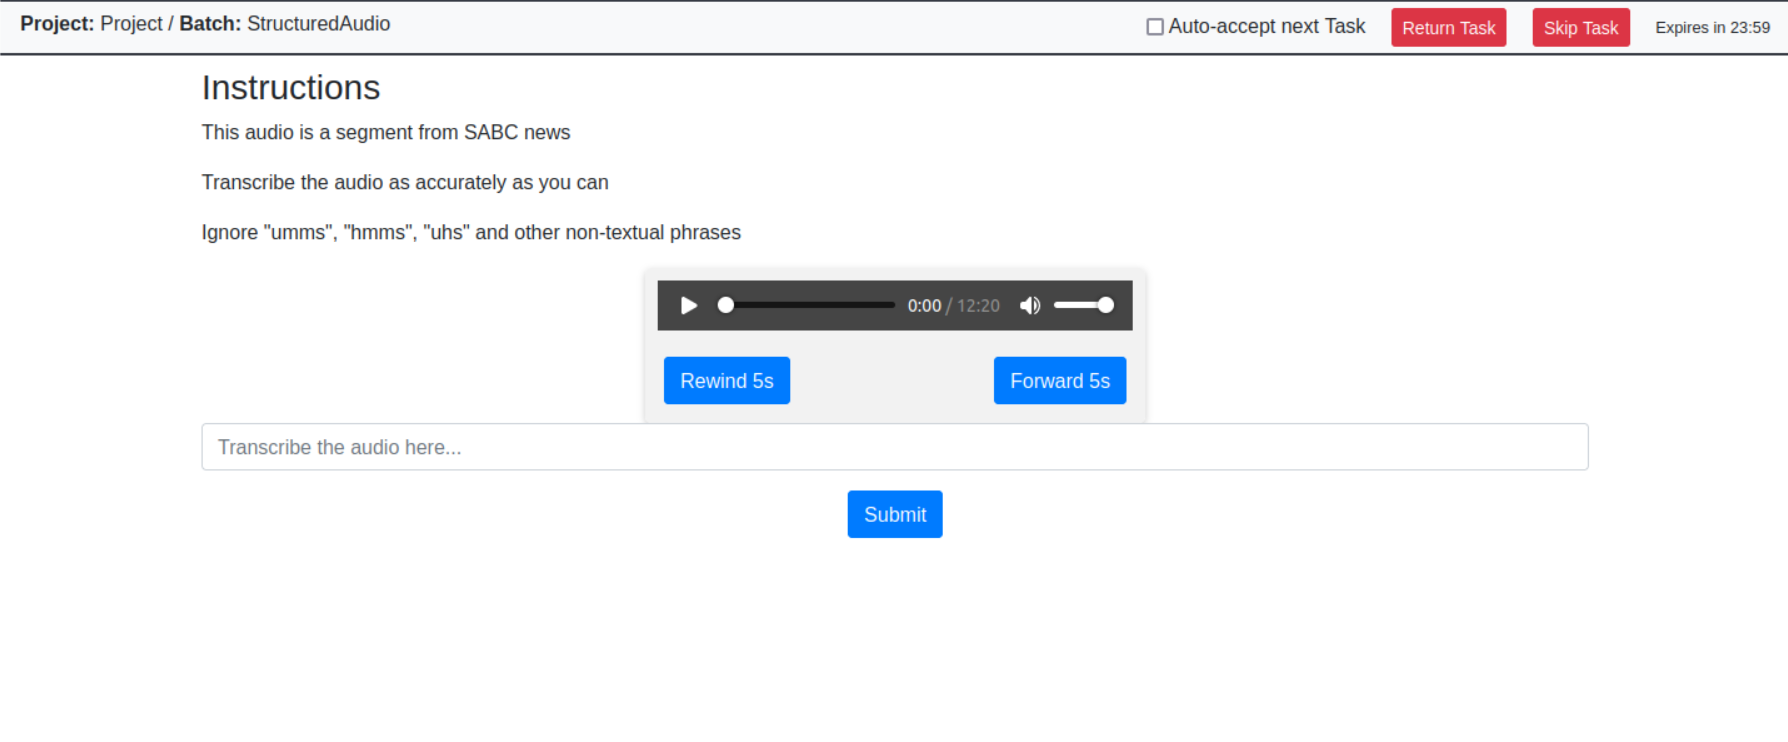 Project: Project / Batch: StructuredAudio
Auto-accept next Task
Return Task
Skip Task
Expires in 23:59
Instructions
This audio is a segment from SABC news
Transcribe the audio as accurately as you can
Ignore "umms", "hmms", "uhs" and other non-textual phrases
0:00 / 12:20
Rewind 5s
Forward 5s
Transcribe the audio here...
Submit